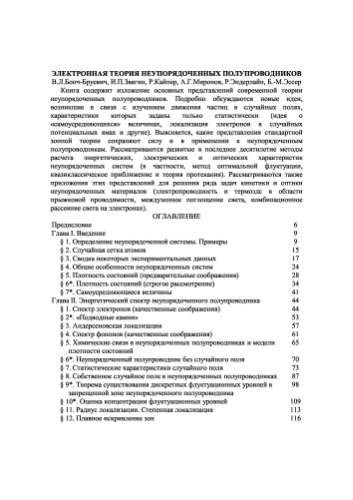 ЭЛЕКТРОННАЯ ТЕОРИЯ НЕУПОРЯДОЧЕННЫХ ПОЛУПРОВОДНИКОВ
В.Л.Бонч-Бруевич, И.П.Звягин, Р.Кайпер, А.Г.Миронов, Р.Эндерлайн, Б.-М.Эссер
Книга содержит изложение основных представлений современной теории
неупорядоченных полупроводников. Подробно обсуждаются новые идеи,
возникшие в связи с изучением движения частиц в случайных полях,
характеристики которых заданы только статистически (идея о
«самоусредняющихся» величинах, локализация электронов в случайных
потенциальных ямах и другие). Выясняется, какие представления стандартной
зонной теории сохраняют силу и в применении к неупорядоченным
полупроводникам. Рассматриваются развитые в последнее десятилетие методы
расчета энергетических, электрических и оптических характеристик
неупорядоченных систем (в частности, метод оптимальной флуктуации,
квазиклассическое приближение и теория протекания). Рассматриваются также
приложения этих представлений для решения ряда задач кинетики и оптики
неупорядоченных материалов (электропроводность и термоэдс в области
прыжковой проводимости, междузонное поглощение света, комбинационное
рассеяние света на электронах).
ОГЛАВЛЕНИЕ
Предисловие 6
Глава I. Введение 9
§ 1. Определение неупорядоченной системы. Примеры 9
§ 2. Случайная сетка атомов 15
§ 3. Сводка некоторых экспериментальных данных 17
§ 4. Общие особенности неупорядоченных систем 24
§ 5. Плотность состояний (предварительные соображения) 28
§ 6*. Плотность состояний (строгое рассмотрение) 34
§ 7*. Самоусредняющиеся величины 41
Глава II. Энергетический спектр неупорядоченного полупроводника 44
§ 1. Спектр электронов (качественные соображения) 44
§ 2*. «Подводные камни» 53
§ 3. Андерсоновская локализация 57
§ 4. Спектр фононов (качественные соображения) 61
§ 5. Химические связи в неупорядоченных полупроводниках и модели 65
плотности состояний
§ 6*. Неупорядоченный полупроводник без случайного поля 70
§ 7. Статистические характеристики случайного поля 73
§ 8. Собственное случайное поле в неупорядоченных полупроводниках 87
§ 9*. Теорема существования дискретных флуктуационных уровней в 98
запрещенной зоне неупорядоченного полупроводника
§ 10*. Оценка концентрации флуктуационных уровней 109
§ 11. Радиус локализации. Степенная локализация 113
§ 12. Плавное искривление зон 116